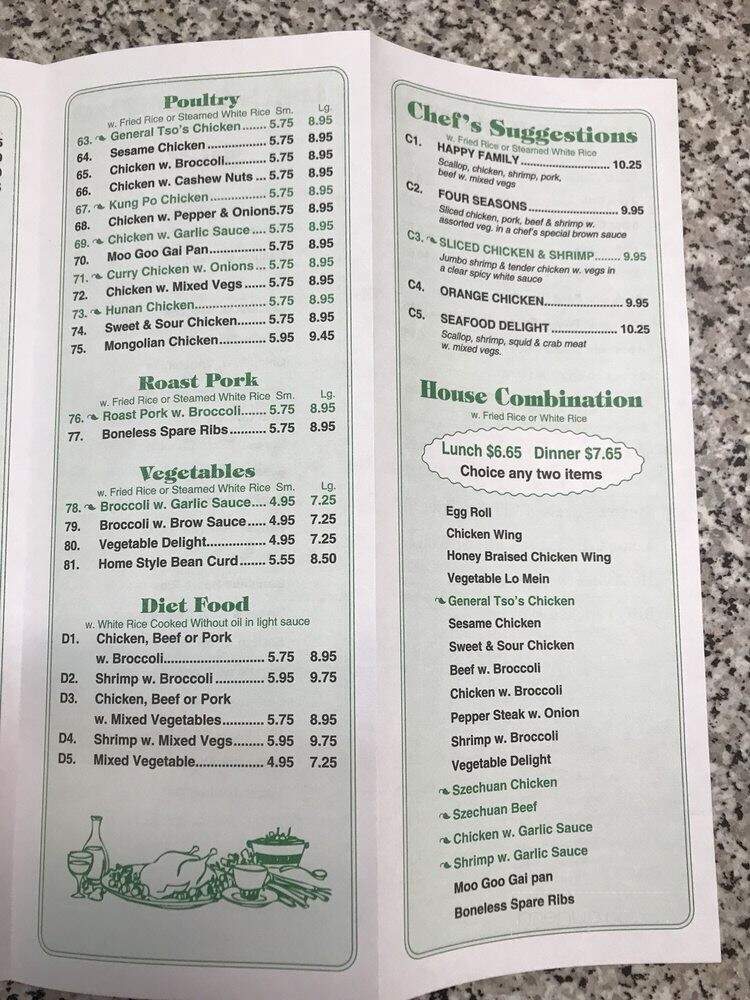 Poultry
w. Fried Rice or Steamed White Rice Sm. Lg.
63. General Tso's Chicken....... 5.75 8.95
64. Sesame Chicken................ 5.75 8.95
65. Chicken w. Broccoli............ 5.75 8.95
66. Chicken w. Cashew Nuts ... 5.75 8.95
67. Kung Po Chicken............... 5.75 8.95
68. Chicken w. Pepper & Onion5.75 8.95
69. Chicken w. Garlic Sauce .... 5.75 8.95
70. Moo Goo Gai Pan............... 5.75 8.95
71. Curry Chicken w. Onions ... 5.75 8.95
72. Chicken w. Mixed Vegs ...... 5.75 8.95
73. Hunan Chicken................... 5.75 8.95
74. Sweet & Sour Chicken........ 5.75 8.95
75. Mongolian Chicken............. 5.95 9.45
Roast Pork
w. Fried Rice or Steamed White Rice Sm. Lg.
76. Roast Pork w. Broccoli....... 5.75 8.95
77. Boneless Spare Ribs.......... 5.75 8.95
Vegetables
w. Fried Rice or Steamed White Rice Sm. Lg.
78. Broccoli w. Garlic Sauce.... 4.95 7.25
79. Broccoli w. Brow Sauce..... 4.95 7.25
80. Vegetable Delight................ 4.95 7.25
81. Home Style Bean Curd....... 5.55 8.50
Diet Food
w. White Rice Cooked Without oil in light sauce
D1. Chicken, Beef or Pork
w. Broccoli........................... 5.75 8.95
D2. Shrimp w. Broccoli ............. 5.95 9.75
D3. Chicken, Beef or Pork
w. Mixed Vegetables........... 5.75 8.95
D4. Shrimp w. Mixed Vegs........ 5.95 9.75
D5. Mixed Vegetable.................. 4.95 7.25
Chef's Suggestions
w. Fried Rice or Steamed White Rice
C1. HAPPY FAMILY....................... 10.25
Scallop, chicken, shrimp, pork,
beef w. mixed vegs
C2. FOUR SEASONS....................... 9.95
Sliced chicken, pork, beef & shrimp w.
assorted veg. in a chef's special brown sauce
C3. SLICED CHICKEN & SHRIMP....... 9.95
Jumbo shrimp & tender chicken w. vegs in
a clear spicy white sauce
C4. ORANGE CHICKEN..................... 9.95
C5. SEAFOOD DELIGHT .................. 10.25
Scallop, shrimp, squid & crab meat
w. mixed vegs.
House Combination
w. Fried Rice or White Rice
Lunch $6.65 Dinner $7.65
Choice any two items
Egg Roll
Chicken Wing
Honey Braised Chicken Wing
Vegetable Lo Mein
General Tso's Chicken
Sesame Chicken
Sweet & Sour Chicken
Beef w. Broccoli
Chicken w. Broccoli
Pepper Steak w. Onion
Shrimp w. Broccoli
Vegetable Delight
Szechuan Chicken
Szechuan Beef
Chicken w. Garlic Sauce
Shrimp w. Garlic Sauce
Moo Goo Gai pan
Boneless Spare Ribs